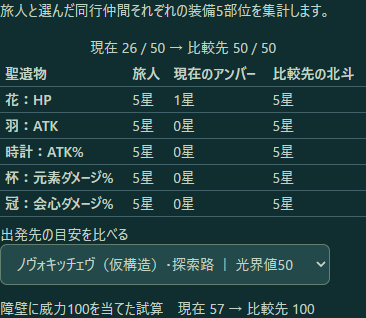 旅人と選んだ同行仲間それぞれの装備5部位を集計します。
現在 26 / 50 → 比較先 50 / 50
聖遺物 旅人 現在のアンバー 比較先の北斗
花：HP 5星 1星 5星
羽：ATK 5星 0星 5星
時計：ATK% 5星 0星 5星
杯：元素ダメージ% 5星 0星 5星
冠：会心ダメージ% 5星 0星 5星
出発先の目安を比べる
ノヴォキッチェヴ（仮構造）・探索路 ｜ 光界値50
障壁に威力100を当てた試算 現在 57 → 比較先 100